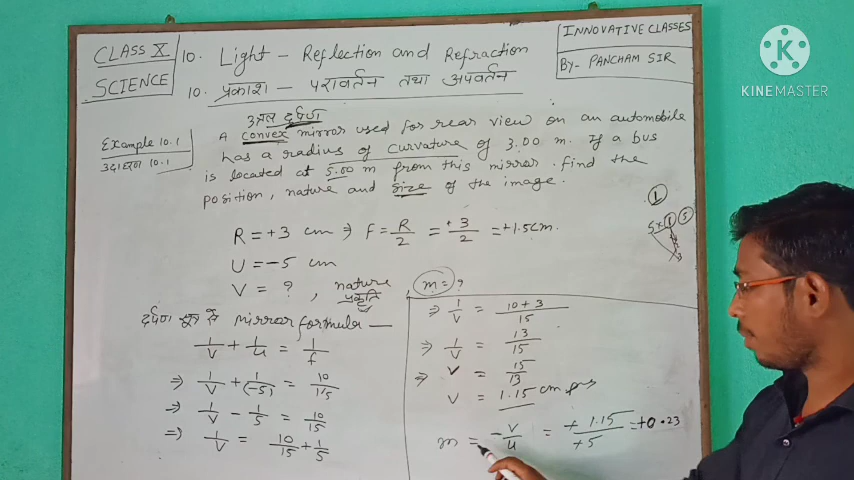 CLASS X
SCIENCE
10. Light - Reflection and Refraction
10. प्रकाश - परावर्तन तथा अपवर्तन
INNOVATIVE CLASSES
By- PANCHAM SIR
KINEMASTER
Example 10.1
उदाहरण 10.1
उत्तल दर्पण
A convex mirror used for rear view on an automobile
has a radius of curvature of 3.00 m. If a bus
is located at 5.00 m from this mirror. find the
position, nature and size of the image.
R = +3 cm ⇒ F = R/2 = +3/2 = +1.5cm.
U = -5 cm
V = ? , nature, m = ?
प्रकृति
दर्पण सूत्र से mirror formula —
1/V + 1/u = 1/f
⇒ 1/V + 1/(-5) = 10/15
⇒ 1/V - 1/5 = 10/15
⇒ 1/V = 10/15 + 1/5
⇒ 1/V = 10+3/15
⇒ 1/V = 13/15
⇒ V = 15/13
V = 1.15 cm
m = -V/u = +1.15/+5 = +0.23
1
5